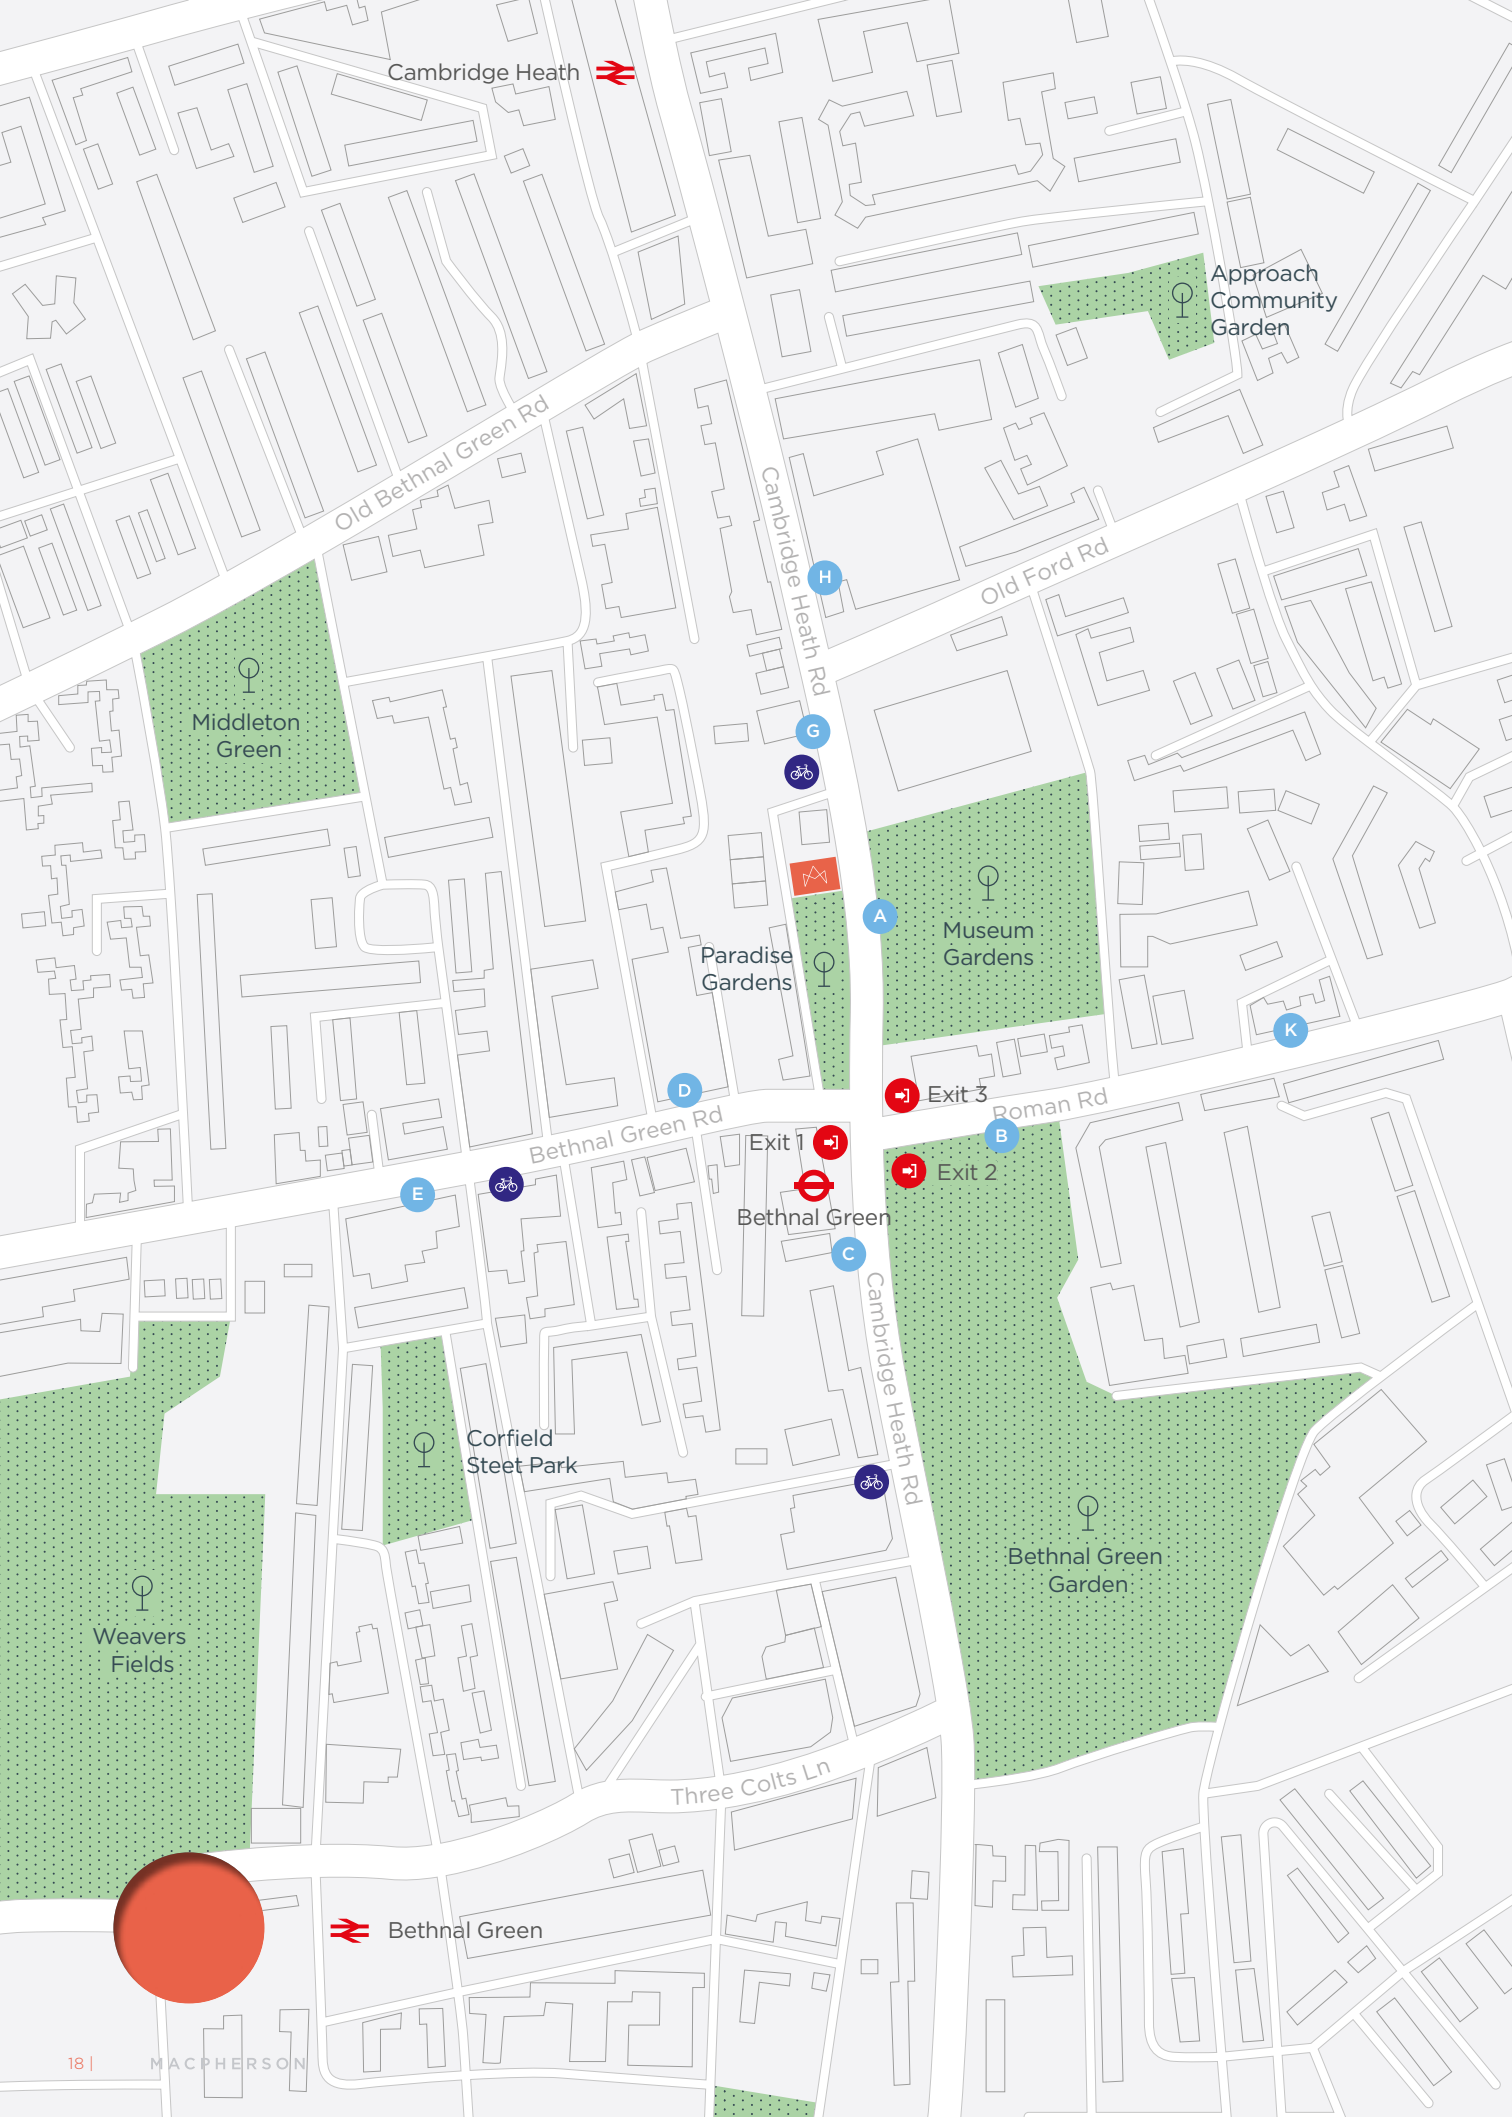 Cambridge Heath
Approach
Community
Garden
Old Bethnal Green Rd
Cambridge Heath Rd
H
Old Ford Rd
Middleton
Green
G
A
Museum
Gardens
Paradise
Gardens
K
D
Exit 3
Roman Rd
Bethnal Green Rd
Exit 1
B
Exit 2
E
Bethnal Green
C
Cambridge Heath Rd
Corfield
Steet Park
Bethnal Green
Garden
Weavers
Fields
Three Colts Ln
Bethnal Green
18 |
MACPHERSON